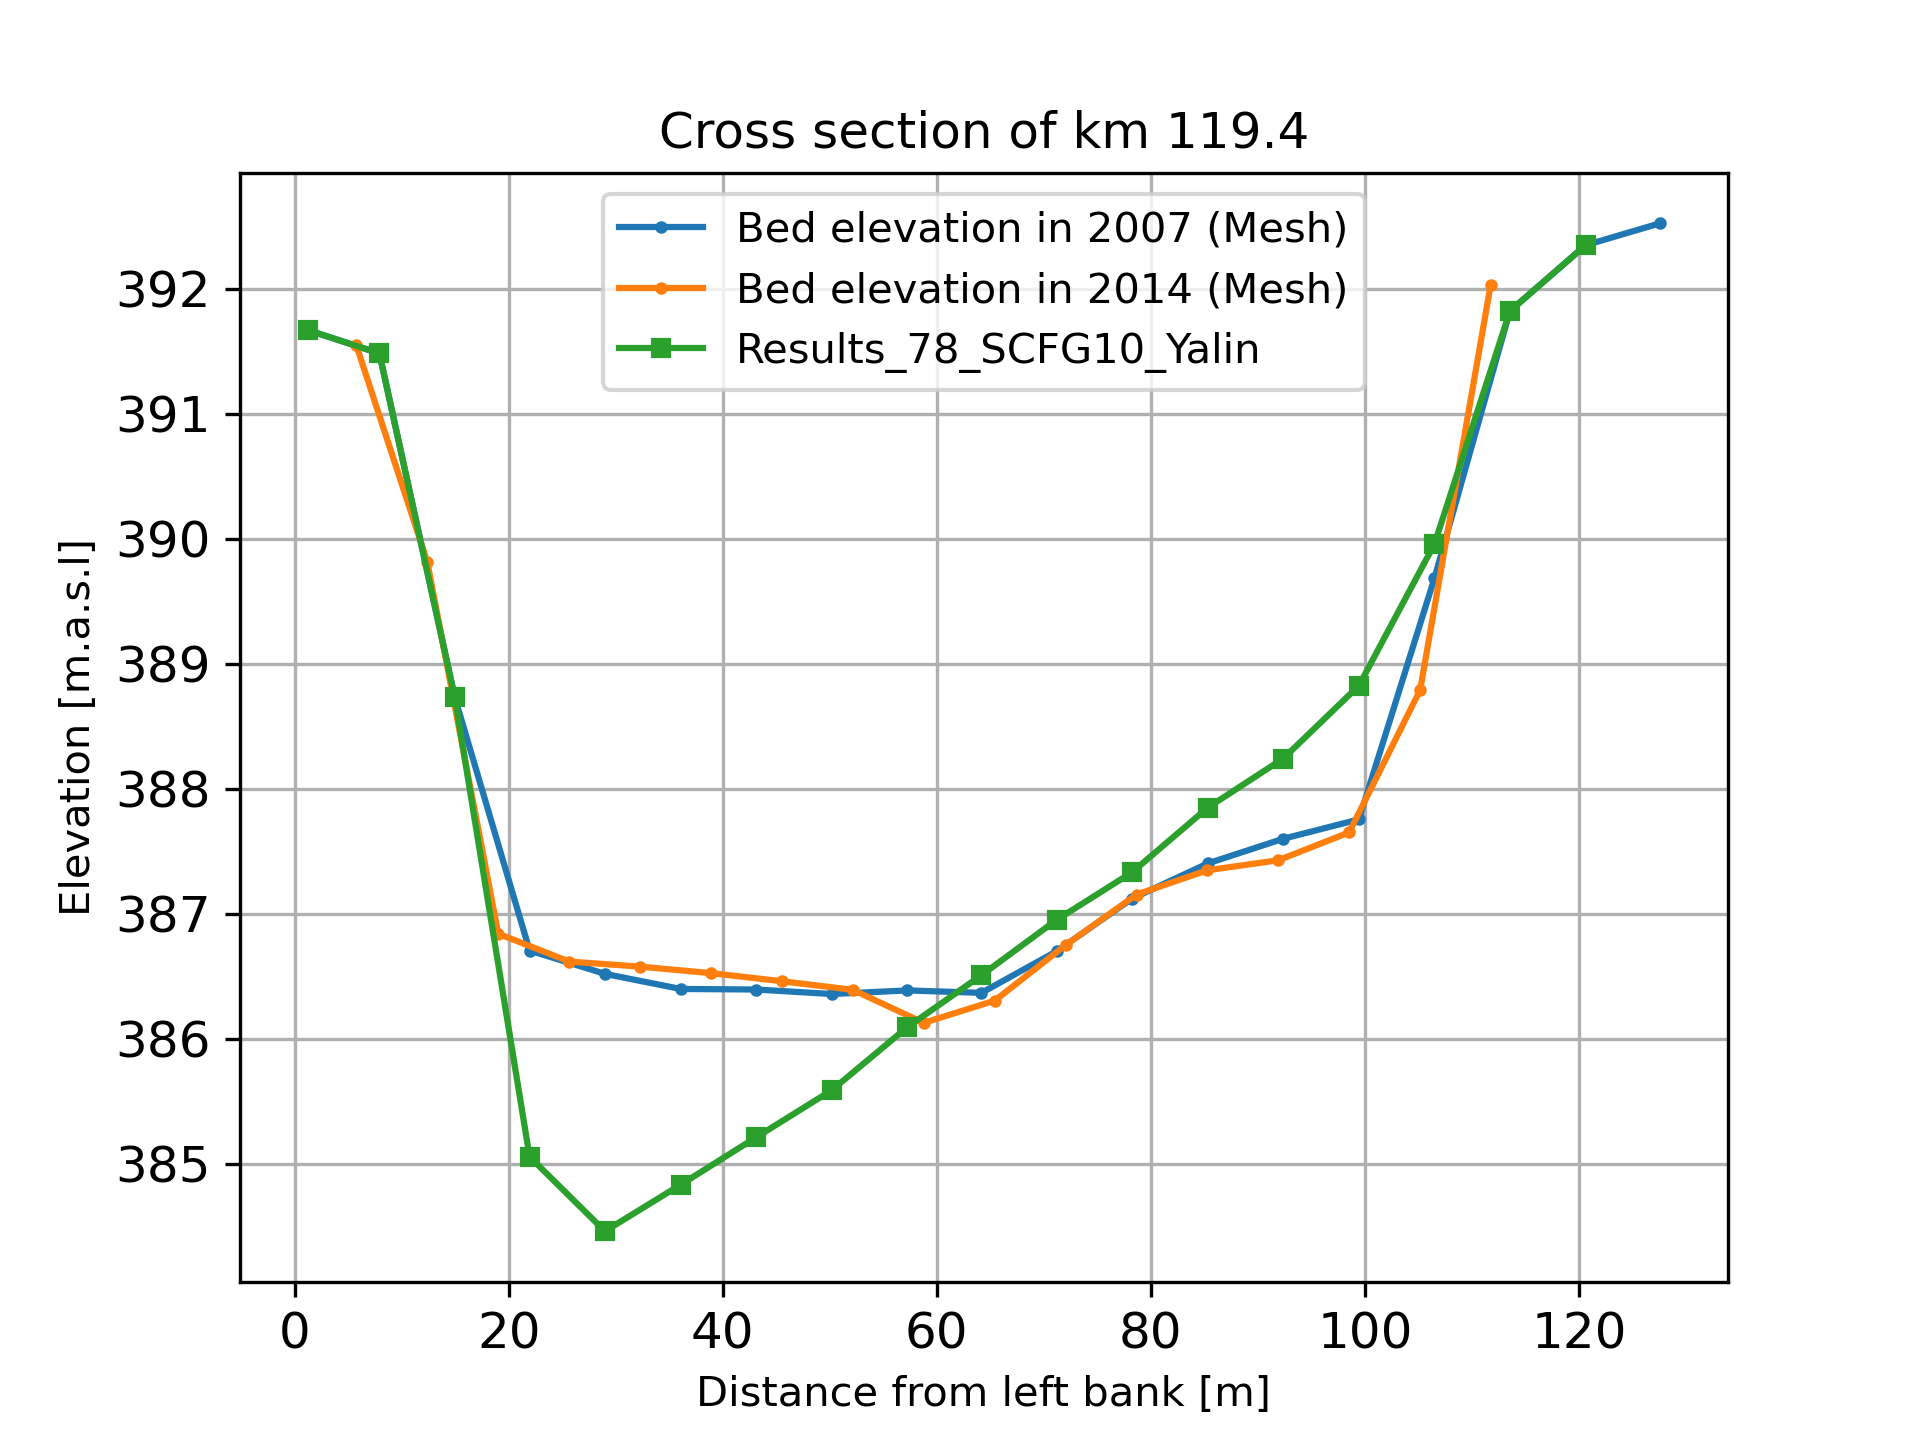 Cross section of km 119.4
Bed elevation in 2007 (Mesh)
Bed elevation in 2014 (Mesh)
Results_78_SCFG10_Yalin
Elevation [m.a.s.l]
392
391
390
389
388
387
386
385
0 20 40 60 80 100 120
Distance from left bank [m]